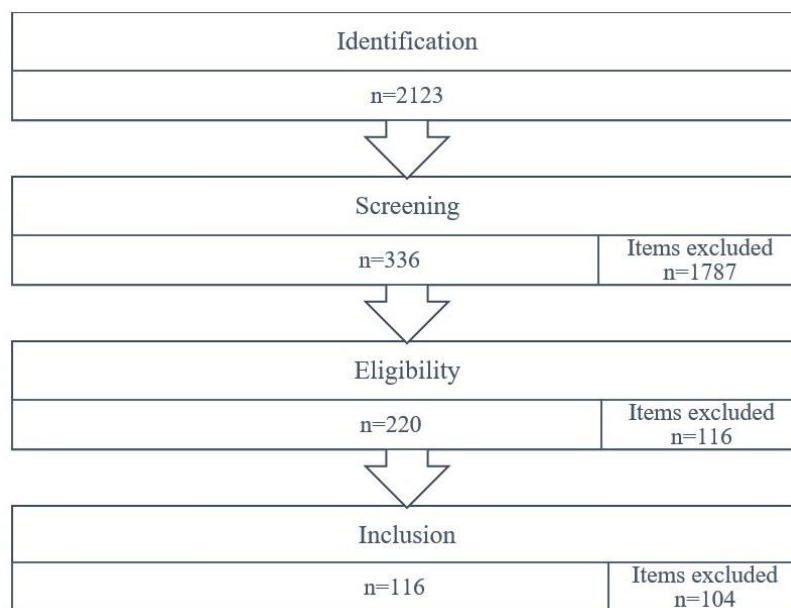 Identification
n=2123
Screening
n=336
Items excluded
n=1787
Eligibility
n=220
Items excluded
n=116
Inclusion
n=116
Items excluded
n=104